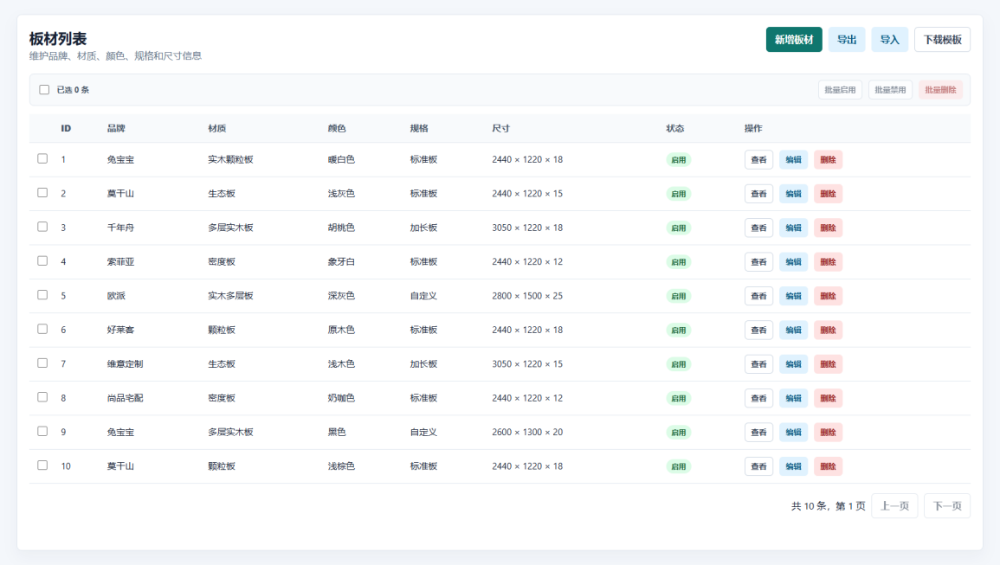 板材列表
维护品牌、材质、颜色、规格和尺寸信息
新增板材 导出 导入 下载模板
已选 0 条 批量启用 批量禁用 批量删除
ID 品牌 材质 颜色 规格 尺寸 状态 操作
1 兔宝宝 实木颗粒板 暖白色 标准板 2440 × 1220 × 18 启用 查看 编辑 删除
2 莫干山 生态板 浅灰色 标准板 2440 × 1220 × 15 启用 查看 编辑 删除
3 千年舟 多层实木板 胡桃色 加长板 3050 × 1220 × 18 启用 查看 编辑 删除
4 索菲亚 密度板 象牙白 标准板 2440 × 1220 × 12 启用 查看 编辑 删除
5 欧派 实木多层板 深灰色 自定义 2800 × 1500 × 25 启用 查看 编辑 删除
6 好莱客 颗粒板 原木色 标准板 2440 × 1220 × 18 启用 查看 编辑 删除
7 维意定制 生态板 浅木色 加长板 3050 × 1220 × 15 启用 查看 编辑 删除
8 尚品宅配 密度板 奶咖色 标准板 2440 × 1220 × 12 启用 查看 编辑 删除
9 兔宝宝 多层实木板 黑色 自定义 2600 × 1300 × 20 启用 查看 编辑 删除
10 莫干山 颗粒板 浅棕色 标准板 2440 × 1220 × 18 启用 查看 编辑 删除
共 10 条，第 1 页 上一页 下一页